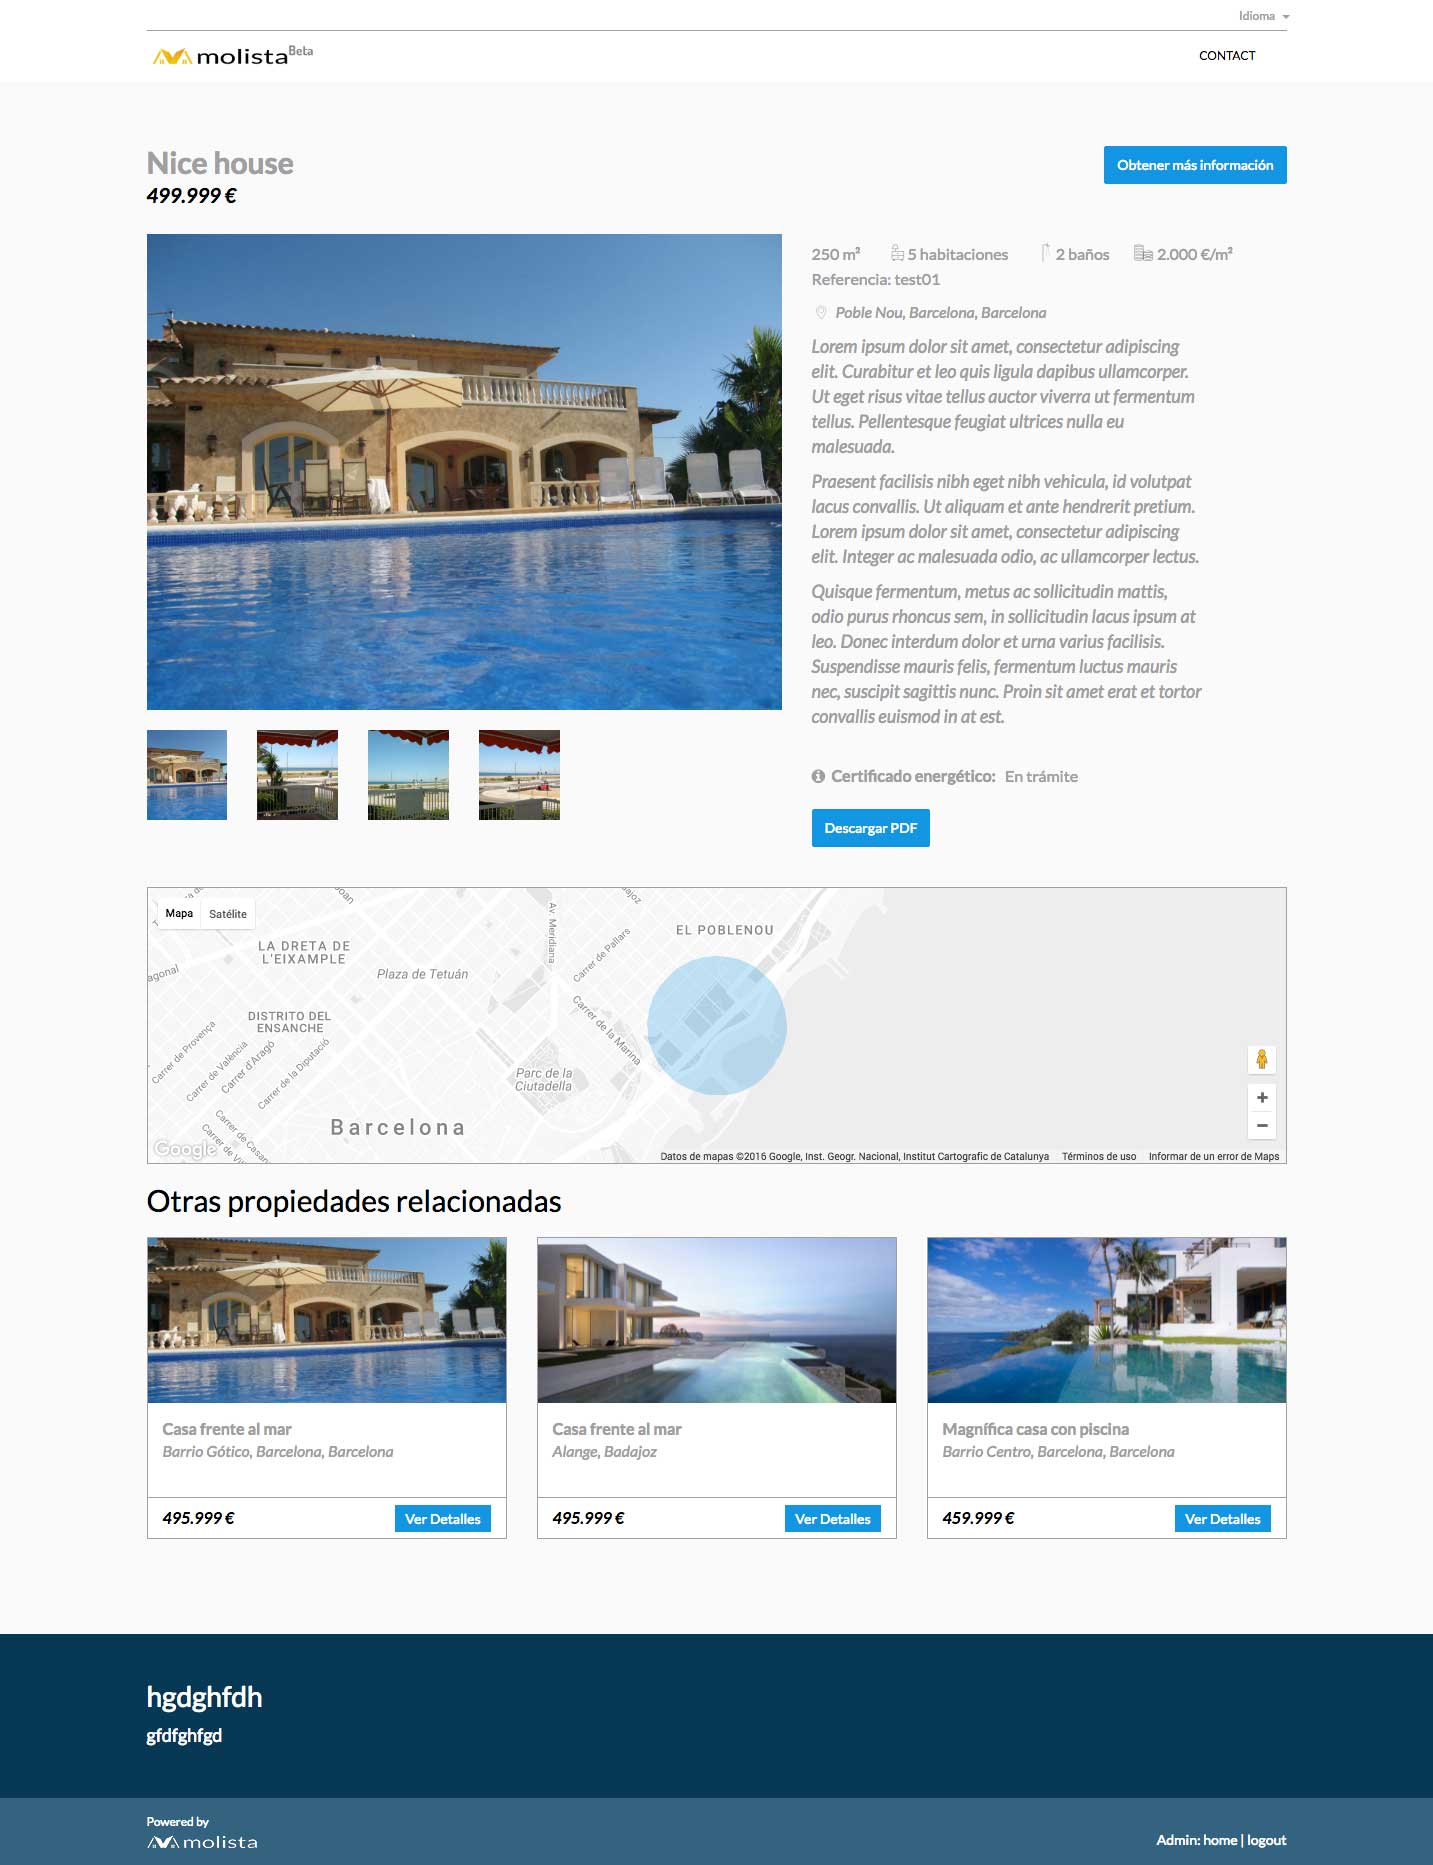 Idioma
molista Beta
CONTACT
Nice house
499.999 €
Obtener más información
250 m² 5 habitaciones 2 baños 2.000 €/m²
Referencia: test01
Poble Nou, Barcelona, Barcelona
Lorem ipsum dolor sit amet, consectetur adipiscing
elit. Curabitur et leo quis ligula dapibus ullamcorper.
Ut eget risus vitae tellus auctor viverra ut fermentum
tellus. Pellentesque feugiat ultrices nulla eu
malesuada.
Praesent facilisis nibh eget nibh vehicula, id volutpat
lacus convallis. Ut aliquam et ante hendrerit pretium.
Lorem ipsum dolor sit amet, consectetur adipiscing
elit. Integer ac malesuada odio, ac ullamcorper lectus.
Quisque fermentum, metus ac sollicitudin mattis,
odio purus rhoncus sem, in sollicitudin lacus ipsum at
leo. Donec interdum dolor et urna varius facilisis.
Suspendisse mauris felis, fermentum luctus mauris
nec, suscipit sagittis nunc. Proin sit amet erat et tortor
convallis euismod in at est.
Certificado energético: En trámite
Descargar PDF
Mapa Satélite
LA DRETA DE
L'EIXAMPLE
Plaza de Tetuán
Av. Meridiana
Carrer de Pallars
EL POBLENOU
DISTRITO DEL
ENSANCHE
Carrer de Provença
Carrer de València
Carrer d'Aragó
Carrer de la Diputació
Carrer de la Marina
Parc de la
Ciutadella
Barcelona
Google
Datos de mapas ©2016 Google, Inst. Geogr. Nacional, Institut Cartografic de Catalunya Términos de uso Informar de un error de Maps
Otras propiedades relacionadas
Casa frente al mar
Barrio Gótico, Barcelona, Barcelona
495.999 €
Ver Detalles
Casa frente al mar
Alange, Badajoz
495.999 €
Ver Detalles
Magnífica casa con piscina
Barrio Centro, Barcelona, Barcelona
459.999 €
Ver Detalles
hgdghfdh
gfdfghfgd
Powered by
molista
Admin: home | logout